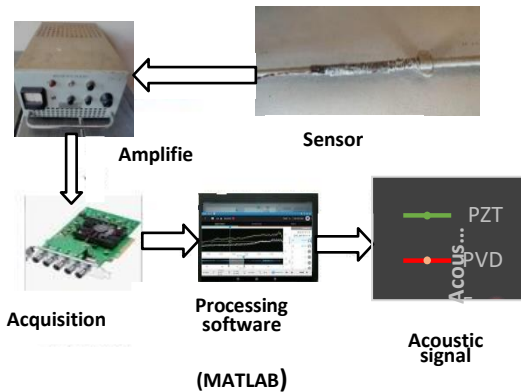 Sensor
Amplifie
Acquisition
Processing
software
(MATLAB)
PZT
PVD
Acous...
Acoustic
signal